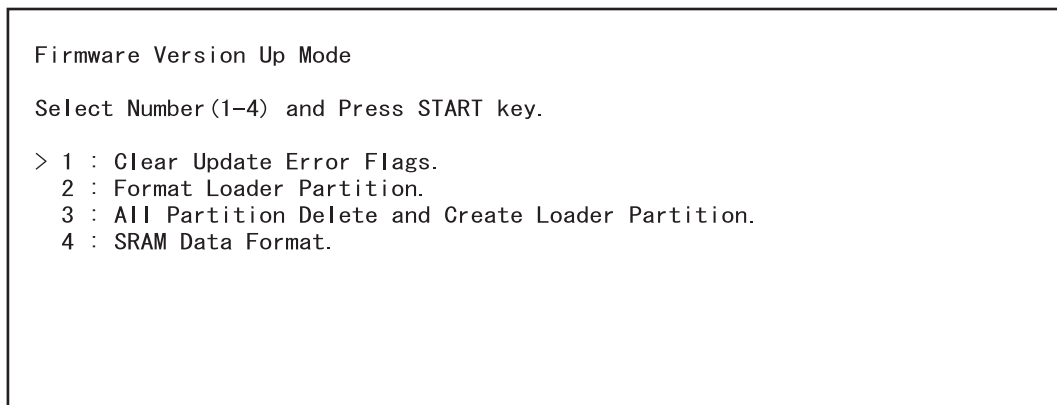 Firmware Version Up Mode
Select Number(1-4) and Press START key.
> 1 : Clear Update Error Flags.
2 : Format Loader Partition.
3 : All Partition Delete and Create Loader Partition.
4 : SRAM Data Format.